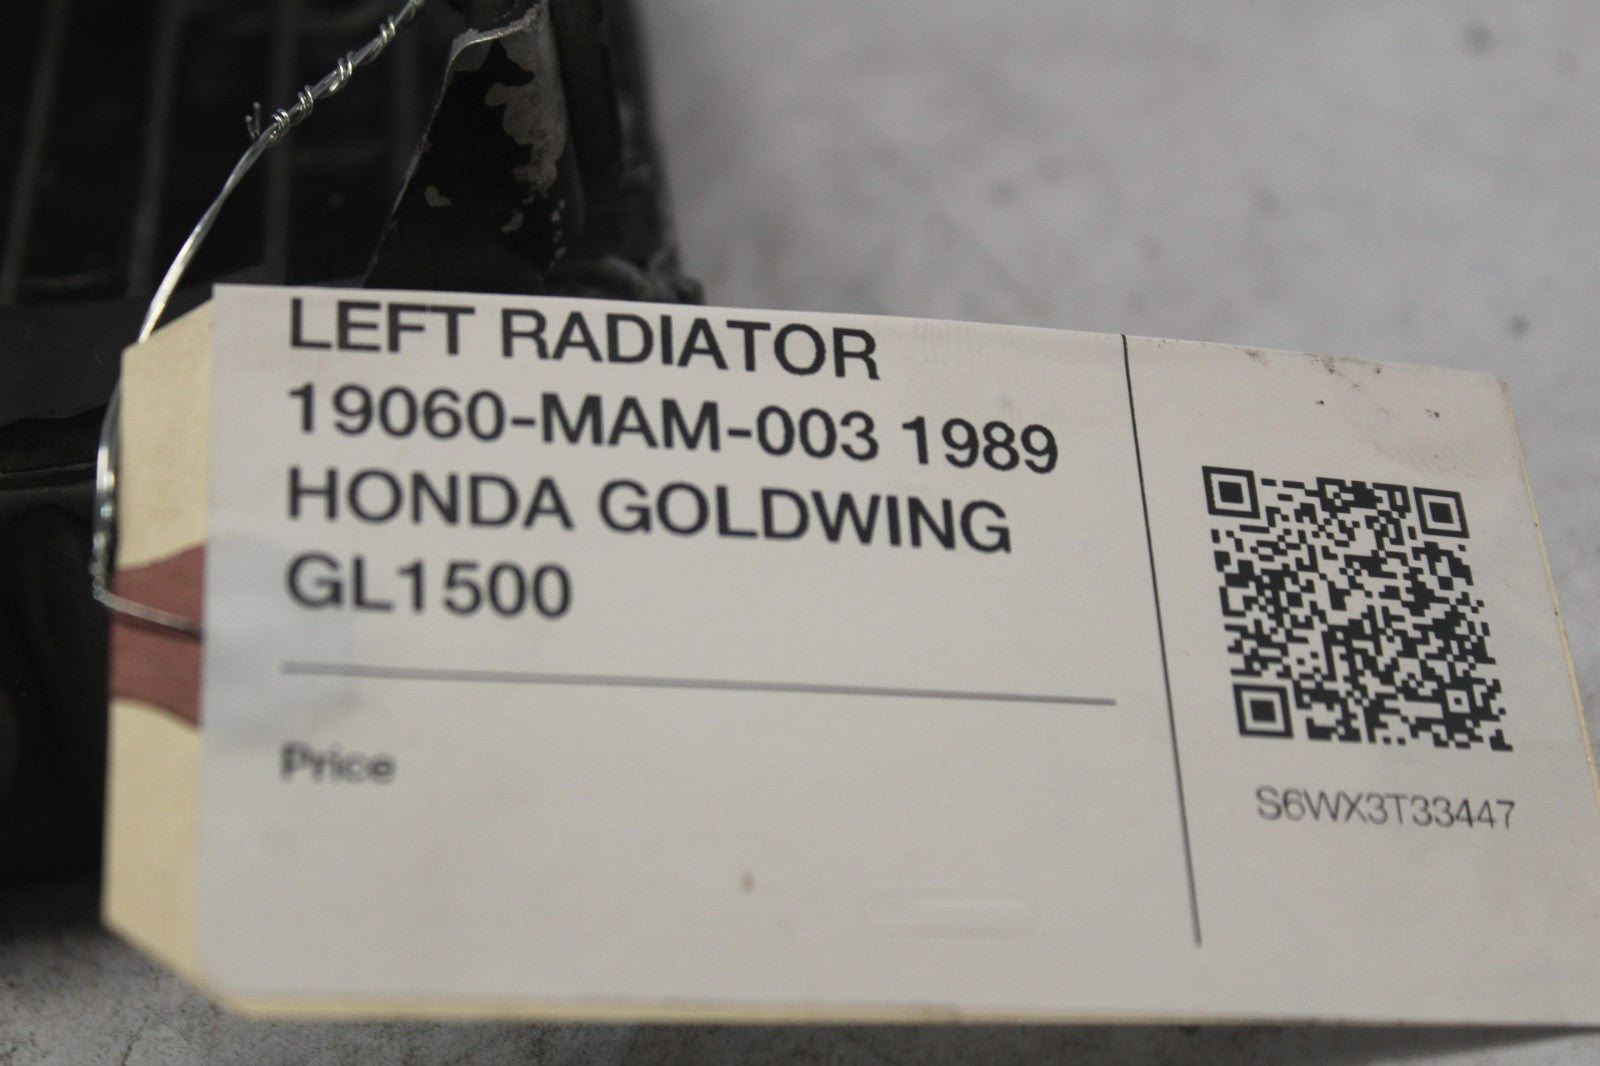 LEFT RADIATOR
19060-MAM-003 1989
HONDA GOLDWING
GL1500
Price
S6WX3T33447